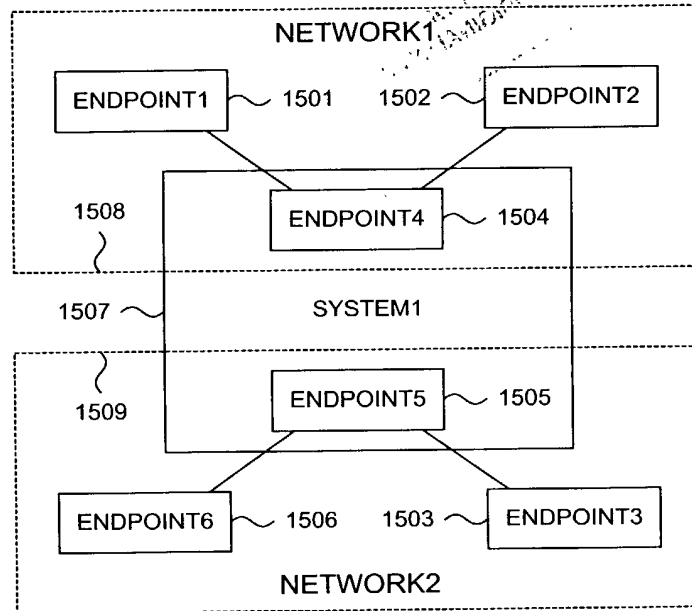 NETWORK1
ENDPOINT1 1501 1502 ENDPOINT2
ENDPOINT4 1504
1508
1507 SYSTEM1
1509
ENDPOINT5 1505
ENDPOINT6 1506 1503 ENDPOINT3
NETWORK2